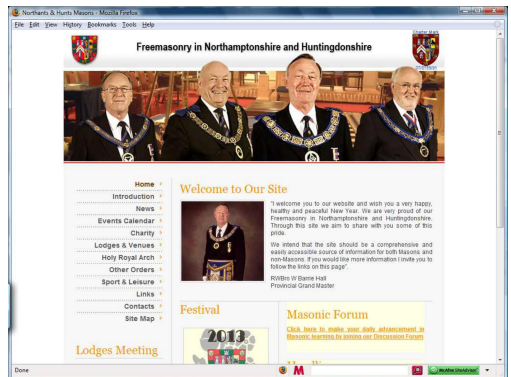 Northants & Hunts Masons - Mozilla Firefox
File Edit View History Bookmarks Tools Help
Charter Mark
Freemasonry in Northamptonshire and Huntingdonshire
Home
Introduction
News
Events Calendar
Charity
Lodges & Venues
Holy Royal Arch
Other Orders
Sport & Leisure
Links
Contacts
Site Map
Lodges Meeting
Welcome to Our Site
"I welcome you to our website and wish you a very happy,
healthy and peaceful New Year. We are very proud of our
Freemasonry in Northamptonshire and Huntingdonshire.
Through this site we aim to share with you some of this
pride.
We intend that the site should be a comprehensive and
easily accessible source of information for both Masons and
non-Masons. If you would like more information I invite you to
follow the links on this page".
RWBro W Barrie Hall
Provincial Grand Master
Festival
2013
Masonic Forum
Click here to make your daily advancement in
Masonic learning by joining our Discussion Forum
Done
McAfee SiteAdvisor